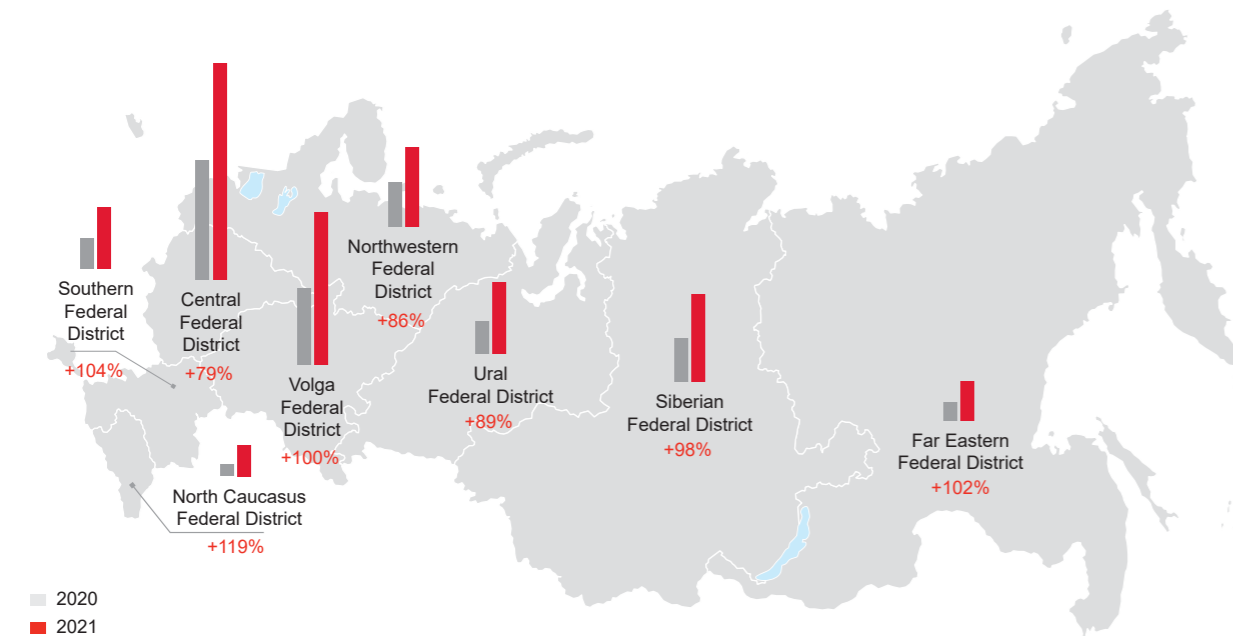 Southern
Federal
District
+104%
Central
Federal
District
+79%
Northwestern
Federal
District
+86%
Volga
Federal
District
+100%
Ural
Federal District
+89%
Siberian
Federal District
+98%
Far Eastern
Federal District
+102%
North Caucasus
Federal District
+119%
2020
2021